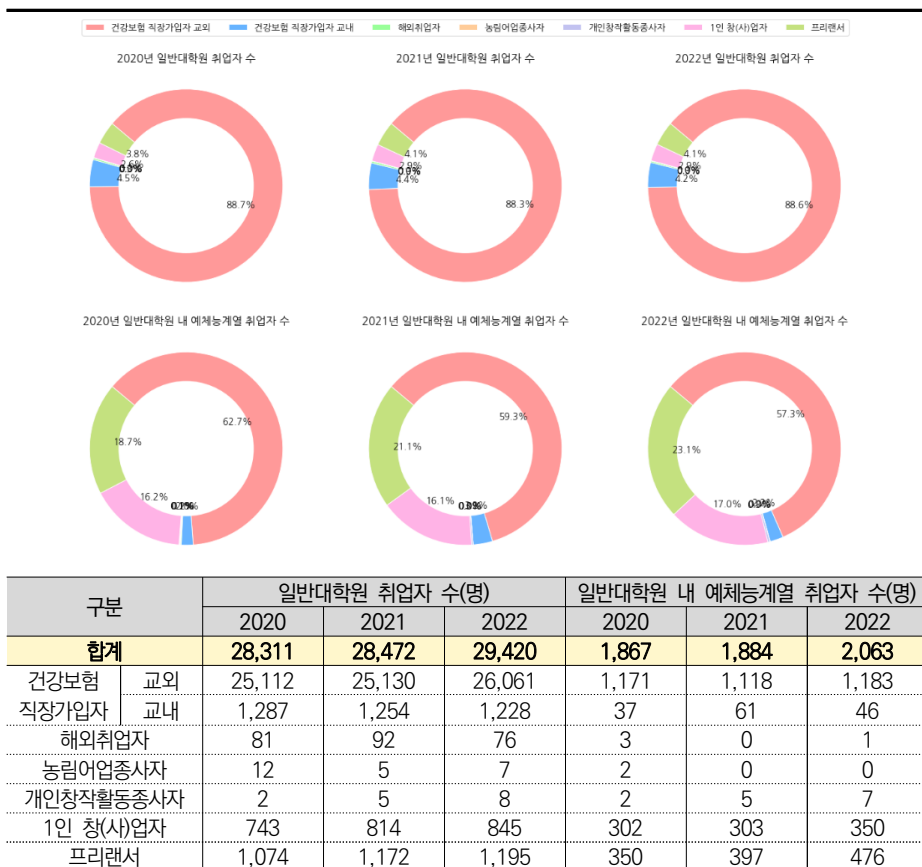 건강보험 직장가입자 교외 건강보험 직장가입자 교내 해외취업자 농림어업종사자 개인창작활동종사자 1인 창(사)업자 프리랜서
2020년 일반대학원 취업자 수 2021년 일반대학원 취업자 수 2022년 일반대학원 취업자 수
3.8% 4.1% 4.1%
2.6% 2.9% 2.9%
0.0% 0.0% 0.0%
4.5% 4.4% 4.2%
88.7% 88.3% 88.6%
2020년 일반대학원 내 예체능계열 취업자 수 2021년 일반대학원 내 예체능계열 취업자 수 2022년 일반대학원 내 예체능계열 취업자 수
62.7% 59.3% 57.3%
18.7% 21.1% 23.1%
16.2% 16.1% 17.0%
구분 일반대학원 취업자 수(명) 일반대학원 내 예체능계열 취업자 수(명)
2020 2021 2022 2020 2021 2022
합계 28,311 28,472 29,420 1,867 1,884 2,063
건강보험 직장가입자 교외 25,112 25,130 26,061 1,171 1,118 1,183
교내 1,287 1,254 1,228 37 61 46
해외취업자 81 92 76 3 0 1
농림어업종사자 12 5 7 2 0 0
개인창작활동종사자 2 5 8 2 5 7
1인 창(사)업자 743 814 845 302 303 350
프리랜서 1,074 1,172 1,195 350 397 476